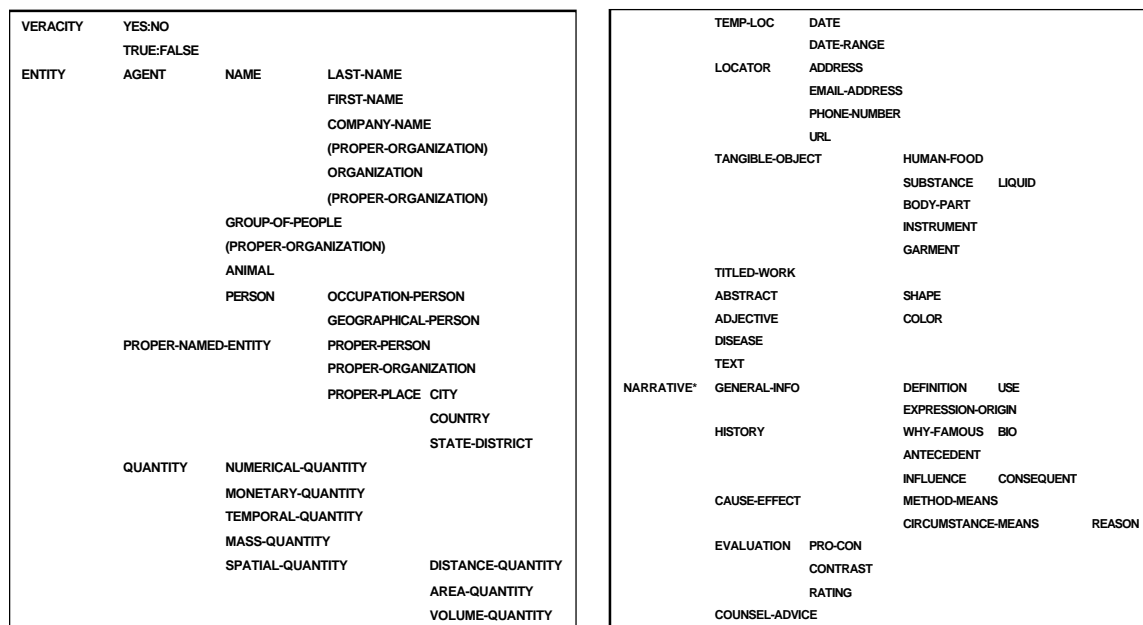 VERACITY YES:NO
TRUE:FALSE
ENTITY AGENT NAME LAST-NAME
FIRST-NAME
COMPANY-NAME
(PROPER-ORGANIZATION)
ORGANIZATION
(PROPER-ORGANIZATION)
GROUP-OF-PEOPLE
(PROPER-ORGANIZATION)
ANIMAL
PERSON OCCUPATION-PERSON
GEOGRAPHICAL-PERSON
PROPER-NAMED-ENTITY PROPER-PERSON
PROPER-ORGANIZATION
PROPER-PLACE CITY
COUNTRY
STATE-DISTRICT
QUANTITY NUMERICAL-QUANTITY
MONETARY-QUANTITY
TEMPORAL-QUANTITY
MASS-QUANTITY
SPATIAL-QUANTITY DISTANCE-QUANTITY
AREA-QUANTITY
VOLUME-QUANTITY
TEMP-LOC DATE
DATE-RANGE
LOCATOR ADDRESS
EMAIL-ADDRESS
PHONE-NUMBER
URL
TANGIBLE-OBJECT HUMAN-FOOD
SUBSTANCE LIQUID
BODY-PART
INSTRUMENT
GARMENT
TITLED-WORK
ABSTRACT SHAPE
ADJECTIVE COLOR
DISEASE
TEXT
NARRATIVE* GENERAL-INFO DEFINITION USE
EXPRESSION-ORIGIN
HISTORY WHY-FAMOUS BIO
ANTECEDENT
INFLUENCE CONSEQUENT
CAUSE-EFFECT METHOD-MEANS
CIRCUMSTANCE-MEANS REASON
EVALUATION PRO-CON
CONTRAST
RATING
COUNSEL-ADVICE